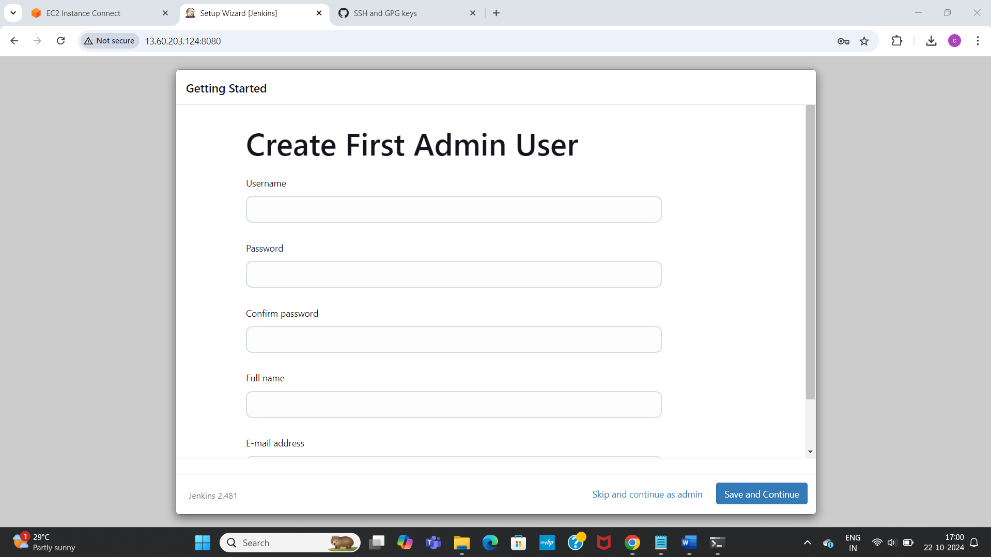 EC2 Instance Connect
Setup Wizard [Jenkins]
SSH and GPG keys
Not secure
13.60.203.124:8080
C
Getting Started
Create First Admin User
Username
Password
Confirm password
Full name
E-mail address
Jenkins 2.481
Skip and continue as admin
Save and Continue
1
29°C
Partly sunny
Search
ENG
IN
17:00
22-10-2024